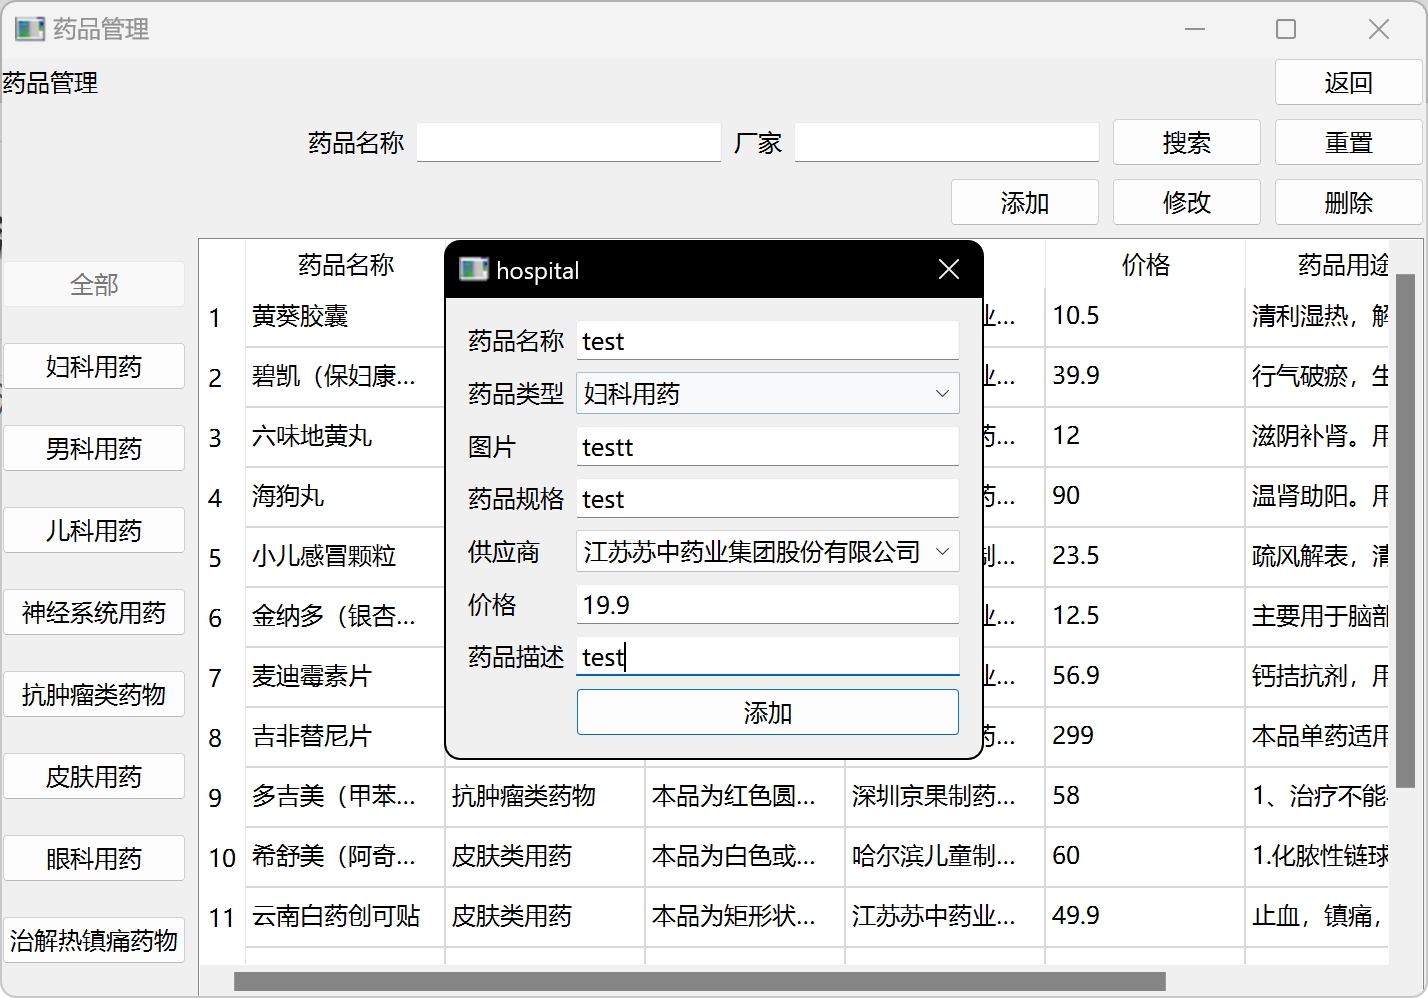 药品管理
药品管理
返回
药品名称
厂家
搜索
重置
添加
修改
删除
全部
妇科用药
男科用药
儿科用药
神经系统用药
抗肿瘤类药物
皮肤用药
眼科用药
治解热镇痛药物
药品名称 价格 药品用途
1 黄葵胶囊 业... 10.5 清利湿热，解
2 碧凯（保妇康... 业... 39.9 行气破瘀，生
3 六味地黄丸 药... 12 滋阴补肾。用
4 海狗丸 药... 90 温肾助阳。用
5 小儿感冒颗粒 制... 23.5 疏风解表，清
6 金纳多（银杏... 业... 12.5 主要用于脑部
7 麦迪霉素片 业... 56.9 钙拮抗剂，用
8 吉非替尼片 药... 299 本品单药适用
9 多吉美（甲苯... 抗肿瘤类药物 本品为红色圆... 深圳京果制药... 58 1、治疗不能
10 希舒美（阿奇... 皮肤类用药 本品为白色或... 哈尔滨儿童制... 60 1.化脓性链球
11 云南白药创可贴 皮肤类用药 本品为矩形状... 江苏苏中药业... 49.9 止血，镇痛，
hospital
药品名称 test
药品类型 妇科用药
图片 testt
药品规格 test
供应商 江苏苏中药业集团股份有限公司
价格 19.9
药品描述 test
添加